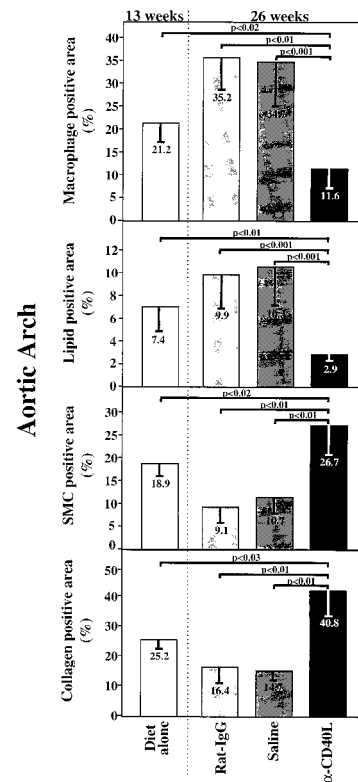 13 weeks 26 weeks
Aortic Arch
Macrophage positive area
(%)
40
35
30
25
20
15
10
5
0
p<0.02
p<0.01
p<0.001
21.2
35.2
11.6
Lipid positive area
(%)
12
10
8
6
4
2
0
p<0.01
p<0.001
p<0.001
7.4
9.9
2.9
SMC positive area
(%)
30
25
20
15
10
5
0
p<0.02
p<0.01
p<0.01
18.9
9.1
10.7
26.7
Collagen positive area
(%)
50
40
30
20
10
0
p<0.03
p<0.01
p<0.01
25.2
16.4
40.8
Diet
alone
Rat-IgG
Saline
α-CD40L